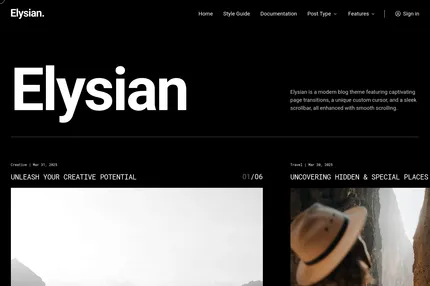 Elysian.
Home Style Guide Documentation Post Type Features Sign in
Elysian
Elysian is a modern blog theme featuring captivating
page transitions, a unique custom cursor, and a sleek
scrollbar, all enhanced with smooth scrolling.
Creative | Mar 31, 2025
UNLEASH YOUR CREATIVE POTENTIAL
01/06
Travel | Mar 30, 2025
UNCOVERING HIDDEN & SPECIAL PLACES